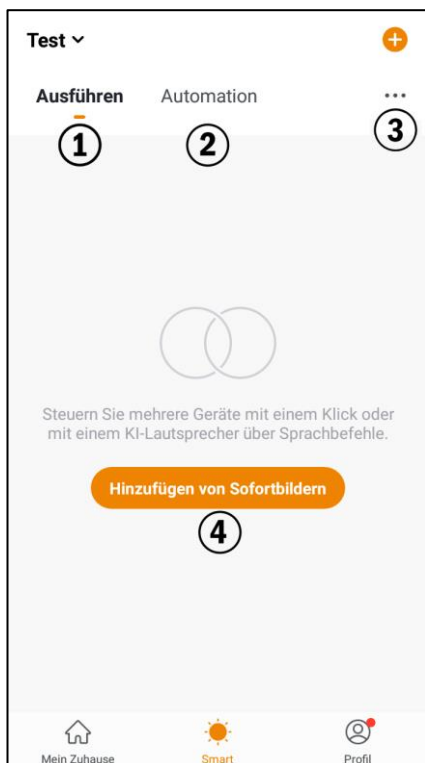 Test
Ausführen Automation
1 2 3
Steuern Sie mehrere Geräte mit einem Klick oder
mit einem KI-Lautsprecher über Sprachbefehle.
Hinzufügen von Sofortbildern
4
Mein Zuhause Smart Profil